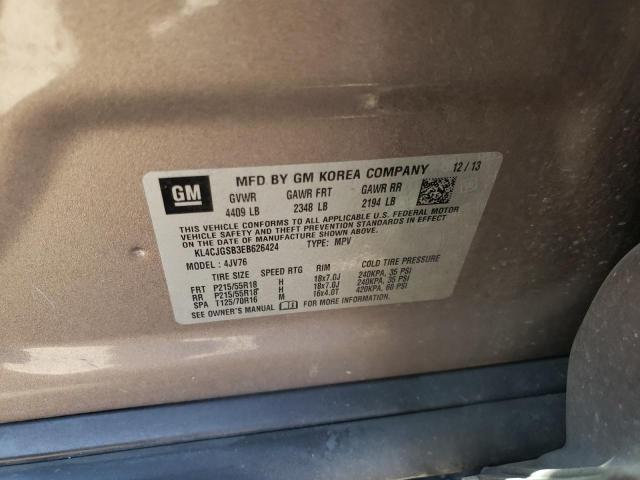 GM
MFD BY GM KOREA COMPANY 12/13
GVWR GAWR FRT GAWR RR
4409 LB 2348 LB 2194 LB
THIS VEHICLE CONFORMS TO ALL APPLICABLE U.S. FEDERAL MOTOR
VEHICLE SAFETY AND THEFT PREVENTION STANDARDS IN EFFECT
ON THE DATE OF MANUFACTURE SHOWN ABOVE.
KL4CJGSB3EB626424 TYPE: MPV
MODEL: 4JV76
TIRE SIZE SPEED RTG RIM COLD TIRE PRESSURE
FRT P215/55R18 H 18x7.0J 240KPA, 35 PSI
RR P215/55R18 H 18x7.0J 240KPA, 35 PSI
SPA T125/70R16 M 16x4.0T 420KPA, 60 PSI
SEE OWNER'S MANUAL FOR MORE INFORMATION